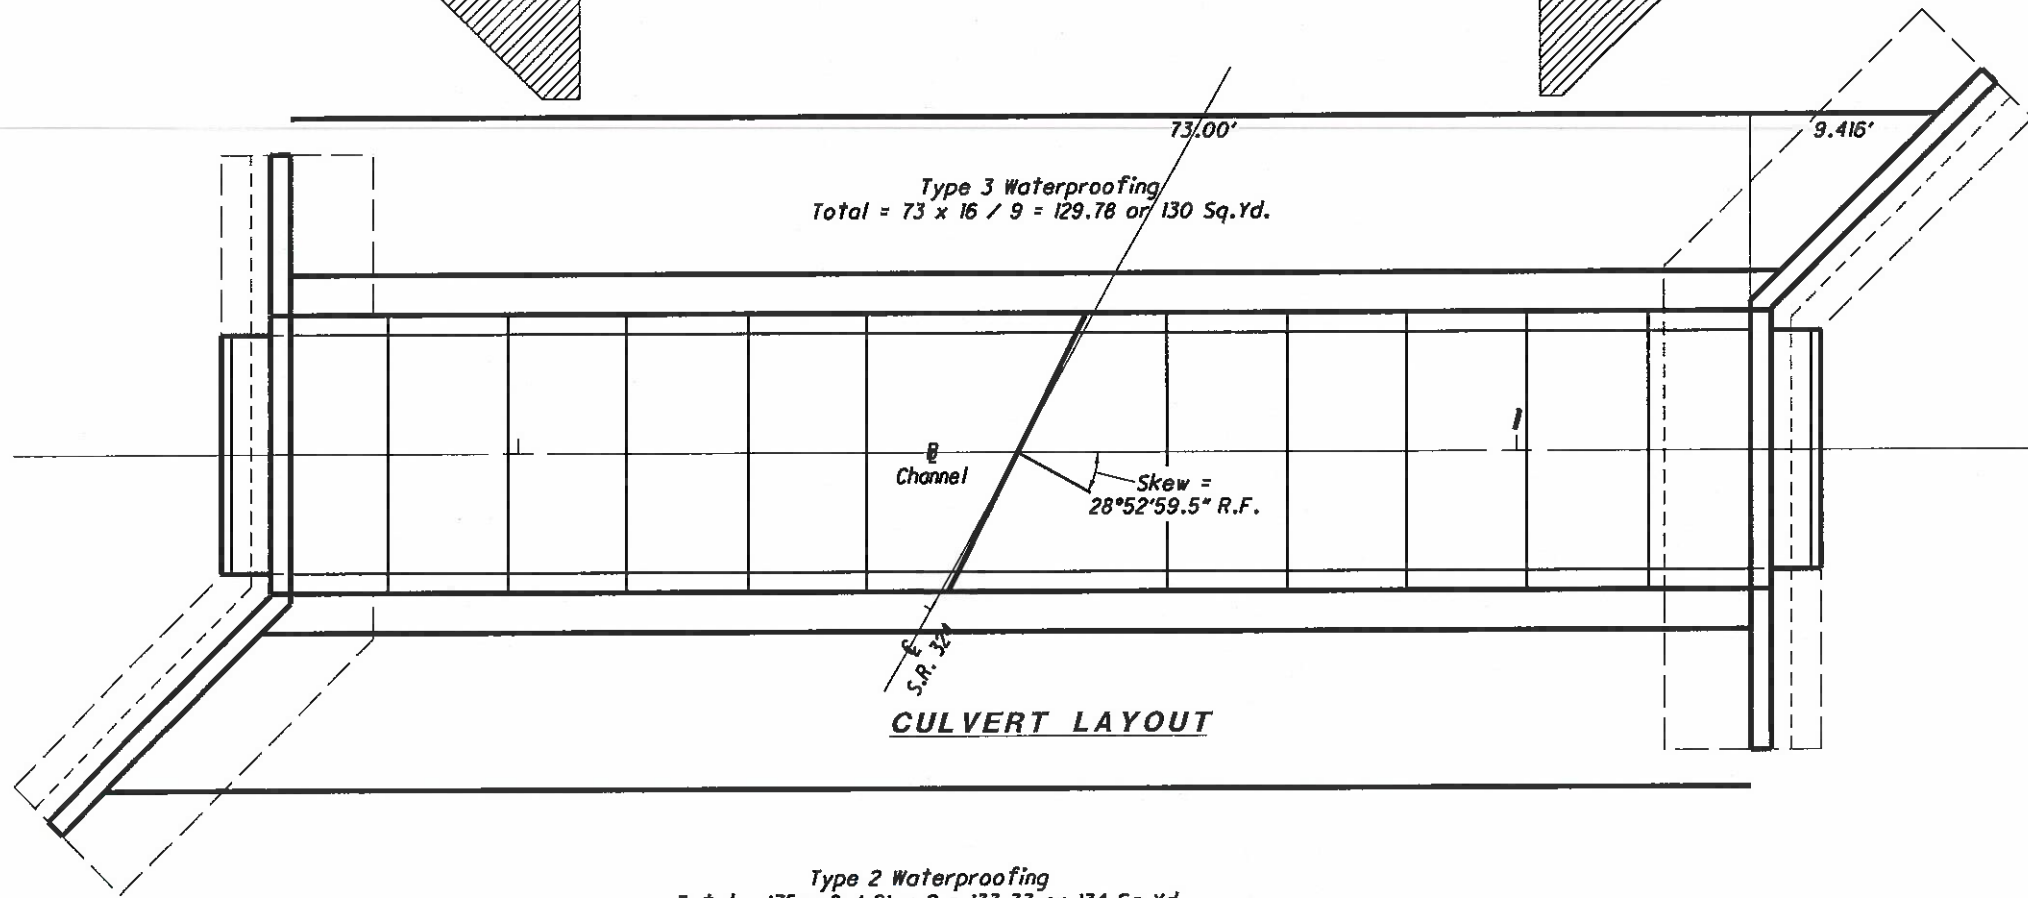 73.00' 9.416'
Type 3 Waterproofing
Total = 73 x 16 / 9 = 129.78 or 130 Sq.Yd.
Channel
Skew =
28°52'59.5" R.F.
S.R. 321
CULVERT LAYOUT
Type 2 Waterproofing